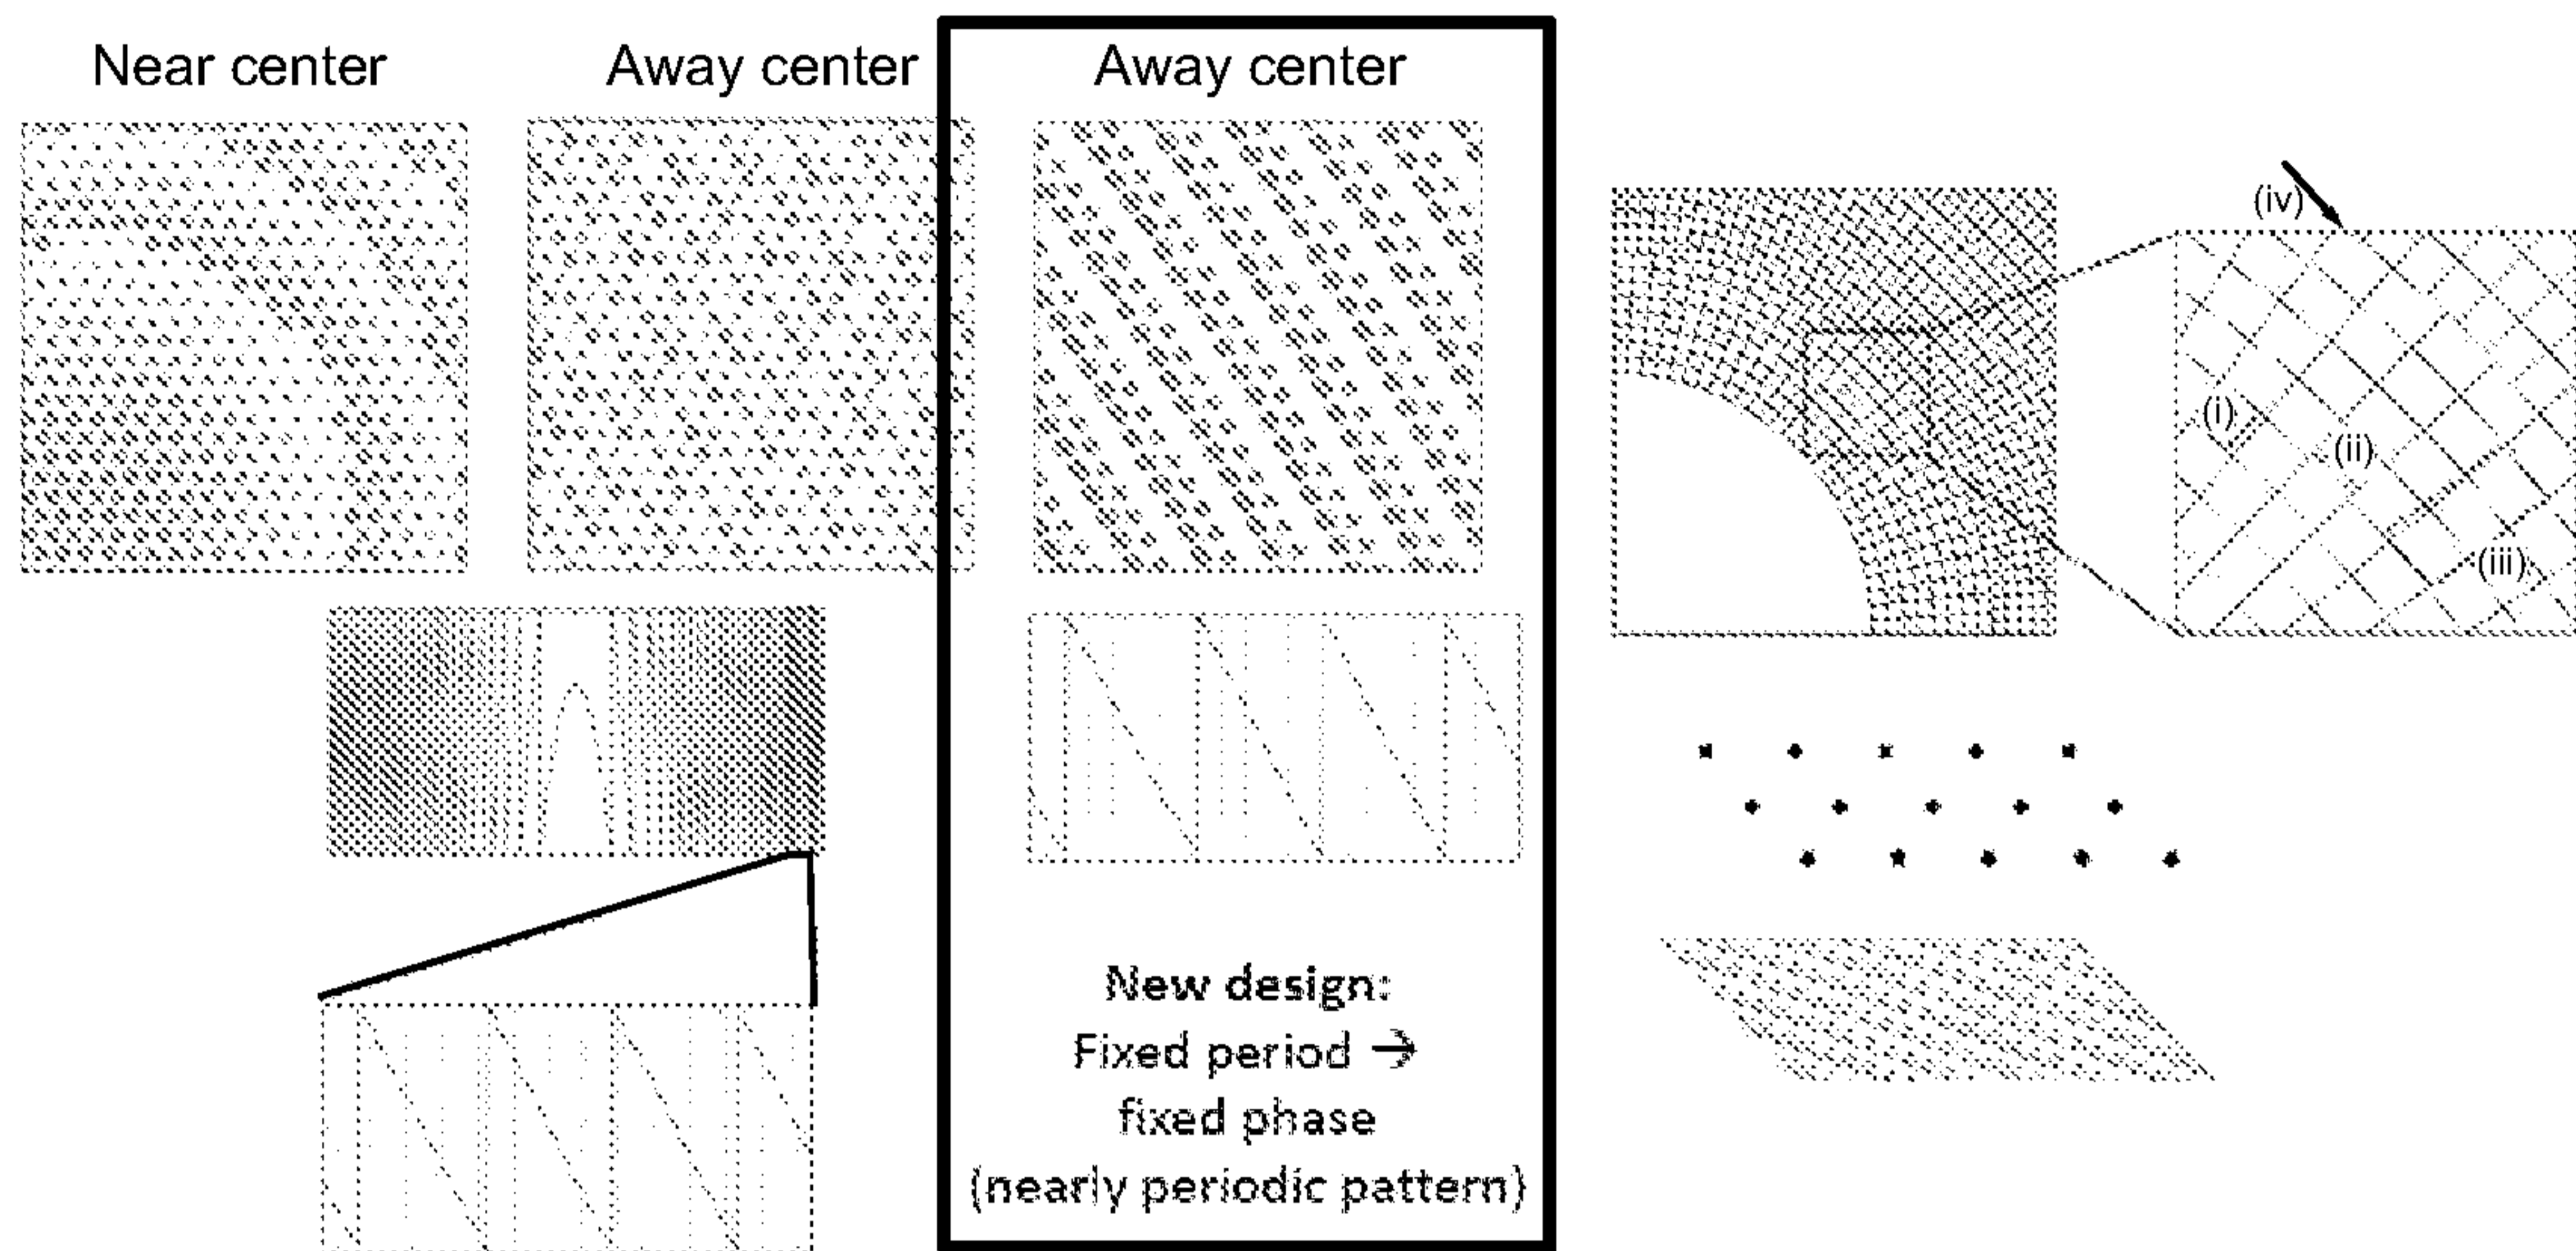 Near center
Away center
Away center
(iv)
(i)
(ii)
(iii)
New design:
Fixed period →
fixed phase
(nearly periodic pattern)